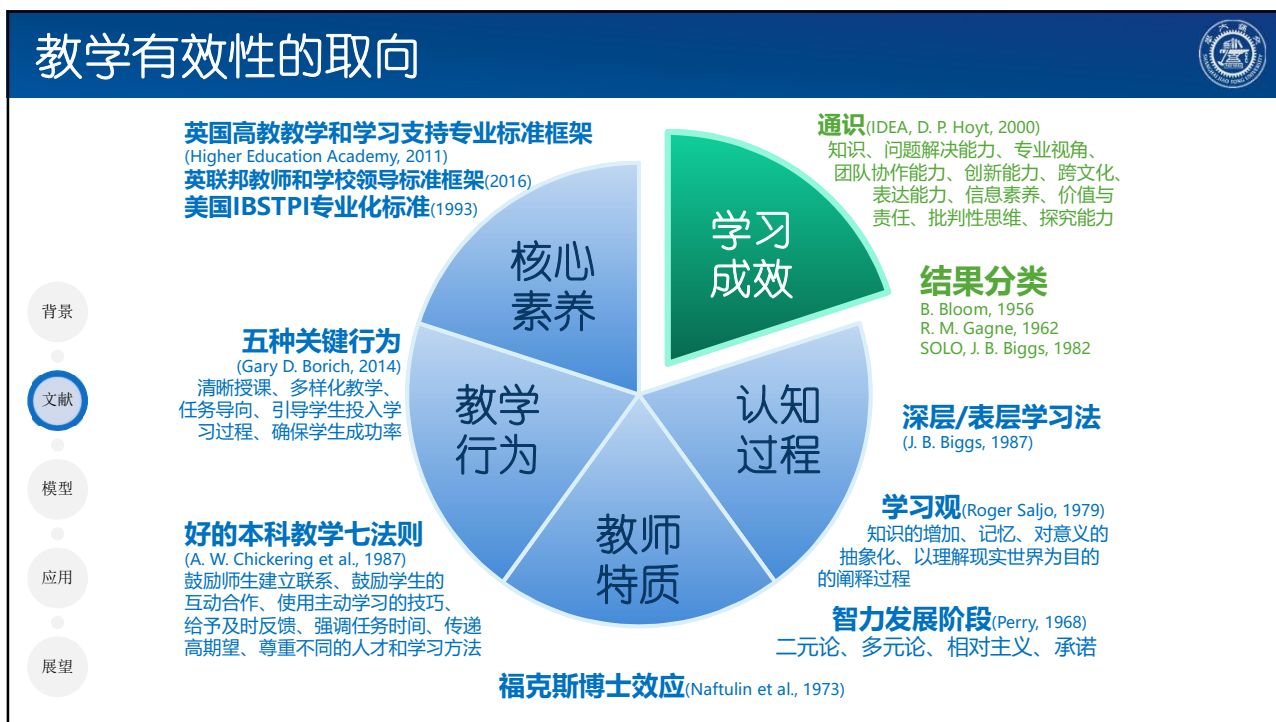 教学有效性的取向
SHANGHAI JIAO TONG UNIVERSITY
英国高教教学和学习支持专业标准框架
(Higher Education Academy, 2011)
英联邦教师和学校领导标准框架(2016)
美国IBSTPI专业化标准(1993)
通识(IDEA, D. P. Hoyt, 2000)
知识、问题解决能力、专业视角、
团队协作能力、创新能力、跨文化、
表达能力、信息素养、价值与
责任、批判性思维、探究能力
学习
成效
核心
素养
结果分类
B. Bloom, 1956
R. M. Gagne, 1962
SOLO, J. B. Biggs, 1982
背景
文献
模型
应用
展望
五种关键行为
(Gary D. Borich, 2014)
清晰授课、多样化教学、
任务导向、引导学生投入学
习过程、确保学生成功率
教学
行为
认知
过程
深层/表层学习法
(J. B. Biggs, 1987)
学习观(Roger Saljo, 1979)
知识的增加、记忆、对意义的
抽象化、以理解现实世界为目的
的阐释过程
教师
特质
好的本科教学七法则
(A. W. Chickering et al., 1987)
鼓励师生建立联系、鼓励学生的
互动合作、使用主动学习的技巧、
给予及时反馈、强调任务时间、传递
高期望、尊重不同的人才和学习方法
智力发展阶段(Perry, 1968)
二元论、多元论、相对主义、承诺
福克斯博士效应(Naftulin et al., 1973)